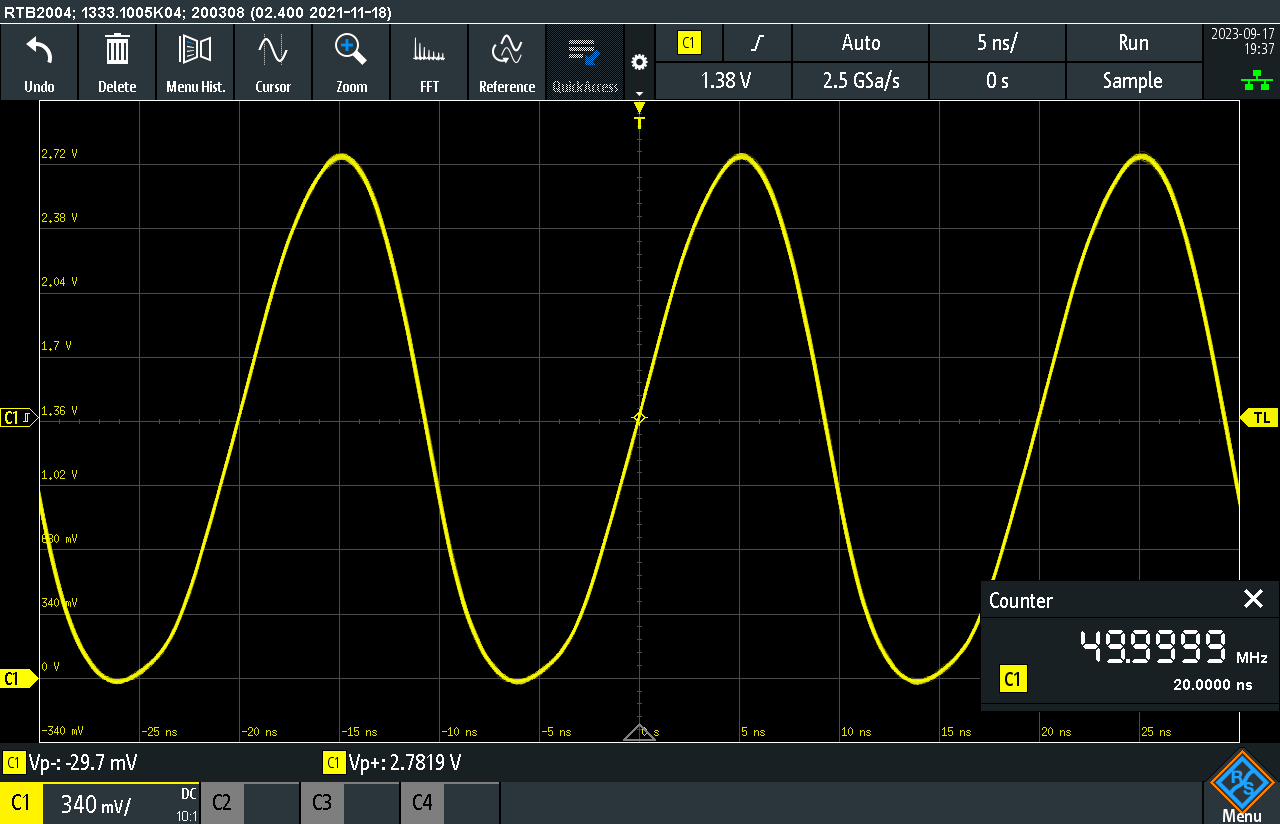 RTB2004; 1333.1005K04; 200308 (02.400 2021-11-18)
Undo Delete Menu Hist. Cursor Zoom FFT Reference QuickAccess
C1 Auto 5 ns/ Run
1.38 V 2.5 GSa/s 0 s Sample
2023-09-17
19:37
T
2.72 V
2.38 V
2.04 V
1.7 V
1.36 V
C1
TL
1.02 V
680 mV
340 mV
0 V
C1
-340 mV
-25 ns -20 ns -15 ns -10 ns -5 ns 0 s 5 ns 10 ns 15 ns 20 ns 25 ns
Counter
C1 49.9999 MHz
20.0000 ns
C1 Vp-: -29.7 mV C1 Vp+: 2.7819 V
C1 340 mV/ DC
10:1
C2 C3 C4
R S
Menu